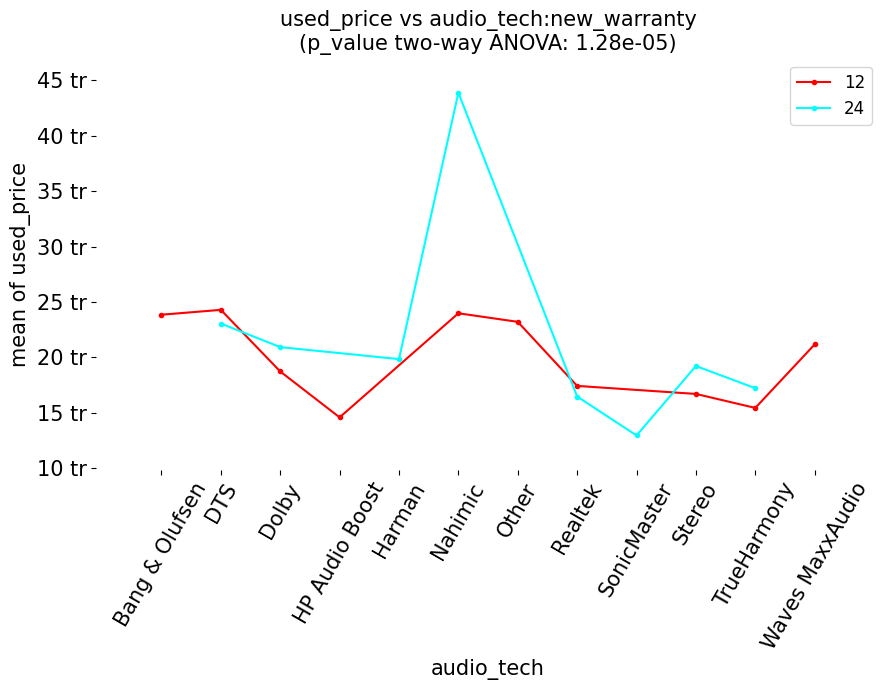 used_price vs audio_tech:new_warranty
(p_value two-way ANOVA: 1.28e-05)
12
24
45 tr
40 tr
35 tr
30 tr
25 tr
20 tr
15 tr
10 tr
mean of used_price
Bang & Olufsen
DTS
Dolby
HP Audio Boost
Harman
Nahimic
Other
Realtek
SonicMaster
Stereo
TrueHarmony
Waves MaxxAudio
audio_tech